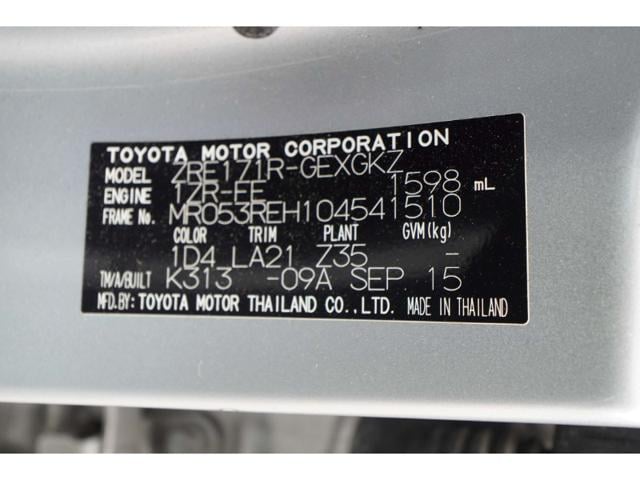 TOYOTA MOTOR CORPORATION
MODEL ZRE171R-GEXGKZ
ENGINE 1ZR-FE 1598 mL
FRAME No. MR053REH104541510
COLOR TRIM PLANT GVM(kg)
1D4 LA21 Z35 -
TM/A/BUILT K313 -09A SEP 15
MFD.BY: TOYOTA MOTOR THAILAND CO.,LTD. MADE IN THAILAND